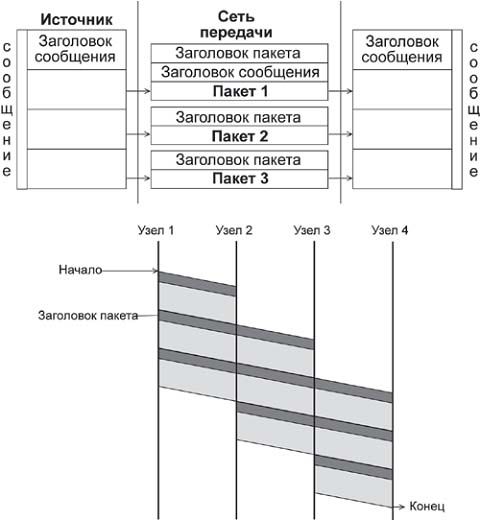 Источник
Сеть
передачи
сообщение
Заголовок
сообщения
Заголовок пакета
Заголовок сообщения
Пакет 1
Заголовок пакета
Пакет 2
Заголовок пакета
Пакет 3
Заголовок
сообщения
сообщение
Узел 1
Узел 2
Узел 3
Узел 4
Начало
Заголовок пакета
Конец